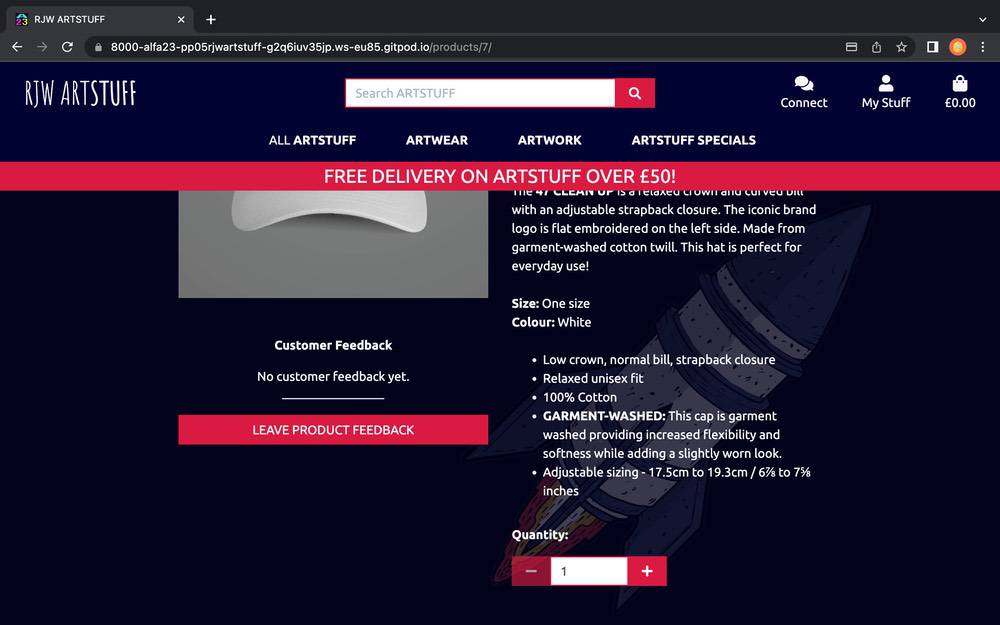 RJW ARTSTUFF
8000-alfa23-pp05rjwartstuff-g2q6iuv35jp.ws-eu85.gitpod.io/products/7/
RJW ARTSTUFF
Search ARTSTUFF
Connect
My Stuff
£0.00
ALL ARTSTUFF
ARTWEAR
ARTWORK
ARTSTUFF SPECIALS
FREE DELIVERY ON ARTSTUFF OVER £50!
The 47 CLEAN UP is a relaxed crown and curved bill
with an adjustable strapback closure. The iconic brand
logo is flat embroidered on the left side. Made from
garment-washed cotton twill. This hat is perfect for
everyday use!
Size: One size
Colour: White
• Low crown, normal bill, strapback closure
• Relaxed unisex fit
• 100% Cotton
• GARMENT-WASHED: This cap is garment
washed providing increased flexibility and
softness while adding a slightly worn look.
• Adjustable sizing - 17.5cm to 19.3cm / 6⅞ to 7⅝
inches
Quantity:
1
Customer Feedback
No customer feedback yet.
LEAVE PRODUCT FEEDBACK